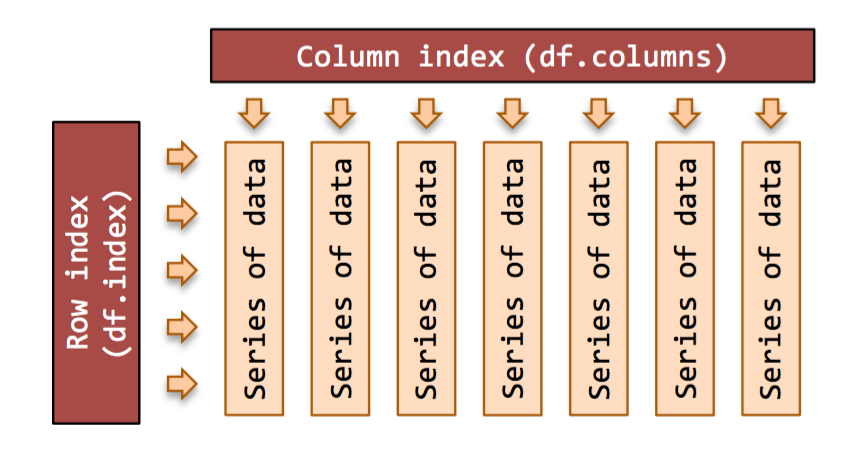 Column index (df.columns)
Row index
(df.index)
Series of data
Series of data
Series of data
Series of data
Series of data
Series of data
Series of data